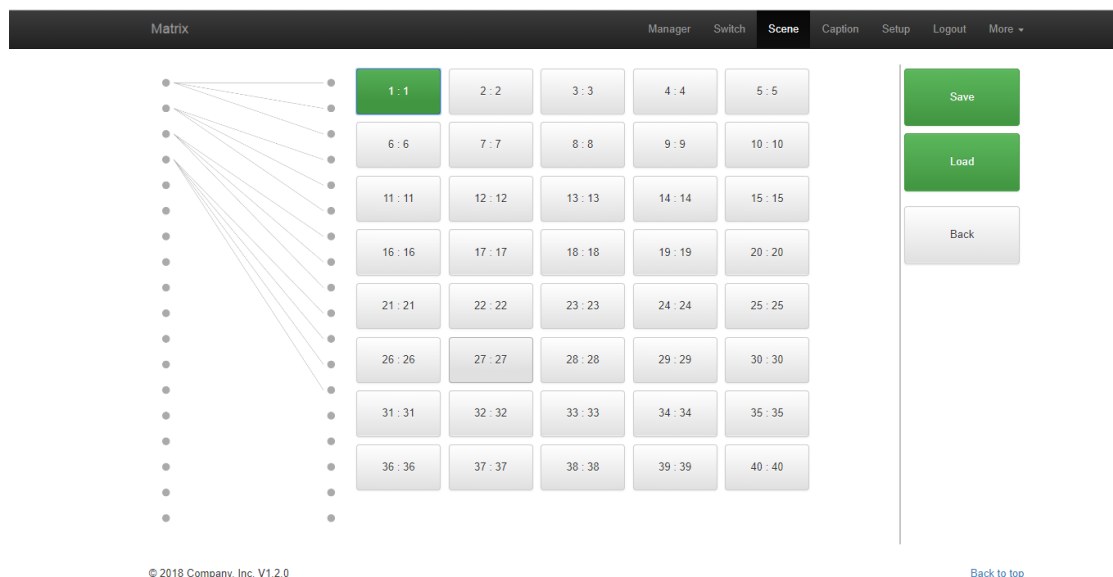 Matrix Manager Switch Scene Caption Setup Logout More
1 : 1 2 : 2 3 : 3 4 : 4 5 : 5 Save
6 : 6 7 : 7 8 : 8 9 : 9 10 : 10 Load
11 : 11 12 : 12 13 : 13 14 : 14 15 : 15
Back
16 : 16 17 : 17 18 : 18 19 : 19 20 : 20
21 : 21 22 : 22 23 : 23 24 : 24 25 : 25
26 : 26 27 : 27 28 : 28 29 : 29 30 : 30
31 : 31 32 : 32 33 : 33 34 : 34 35 : 35
36 : 36 37 : 37 38 : 38 39 : 39 40 : 40
© 2018 Company, Inc. V1.2.0 Back to top